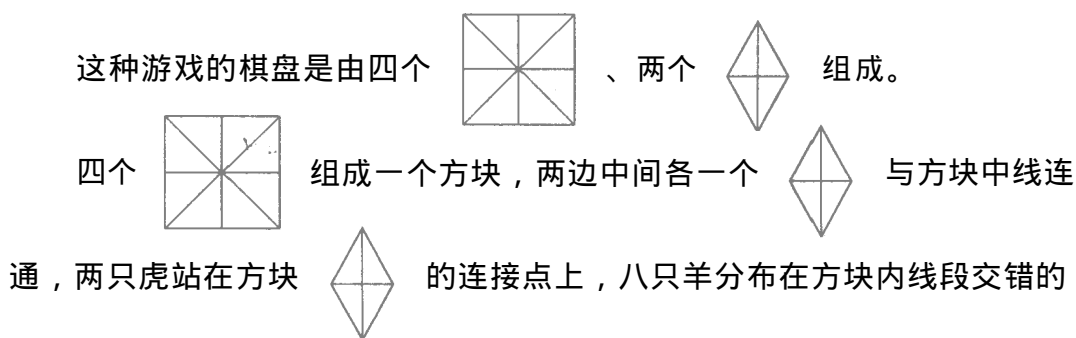 这种游戏的棋盘是由四个 、两个 组成。
四个 组成一个方块,两边中间各一个 与方块中线连
通,两只虎站在方块 的连接点上,八只羊分布在方块内线段交错的